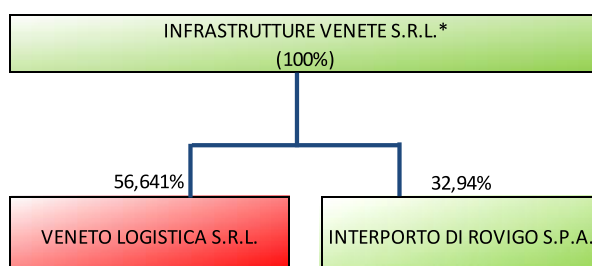 INFRASTRUTTURE VENETE S.R.L.*
(100%)
56,641%
32,94%
VENETO LOGISTICA S.R.L.
INTERPORTO DI ROVIGO S.P.A.